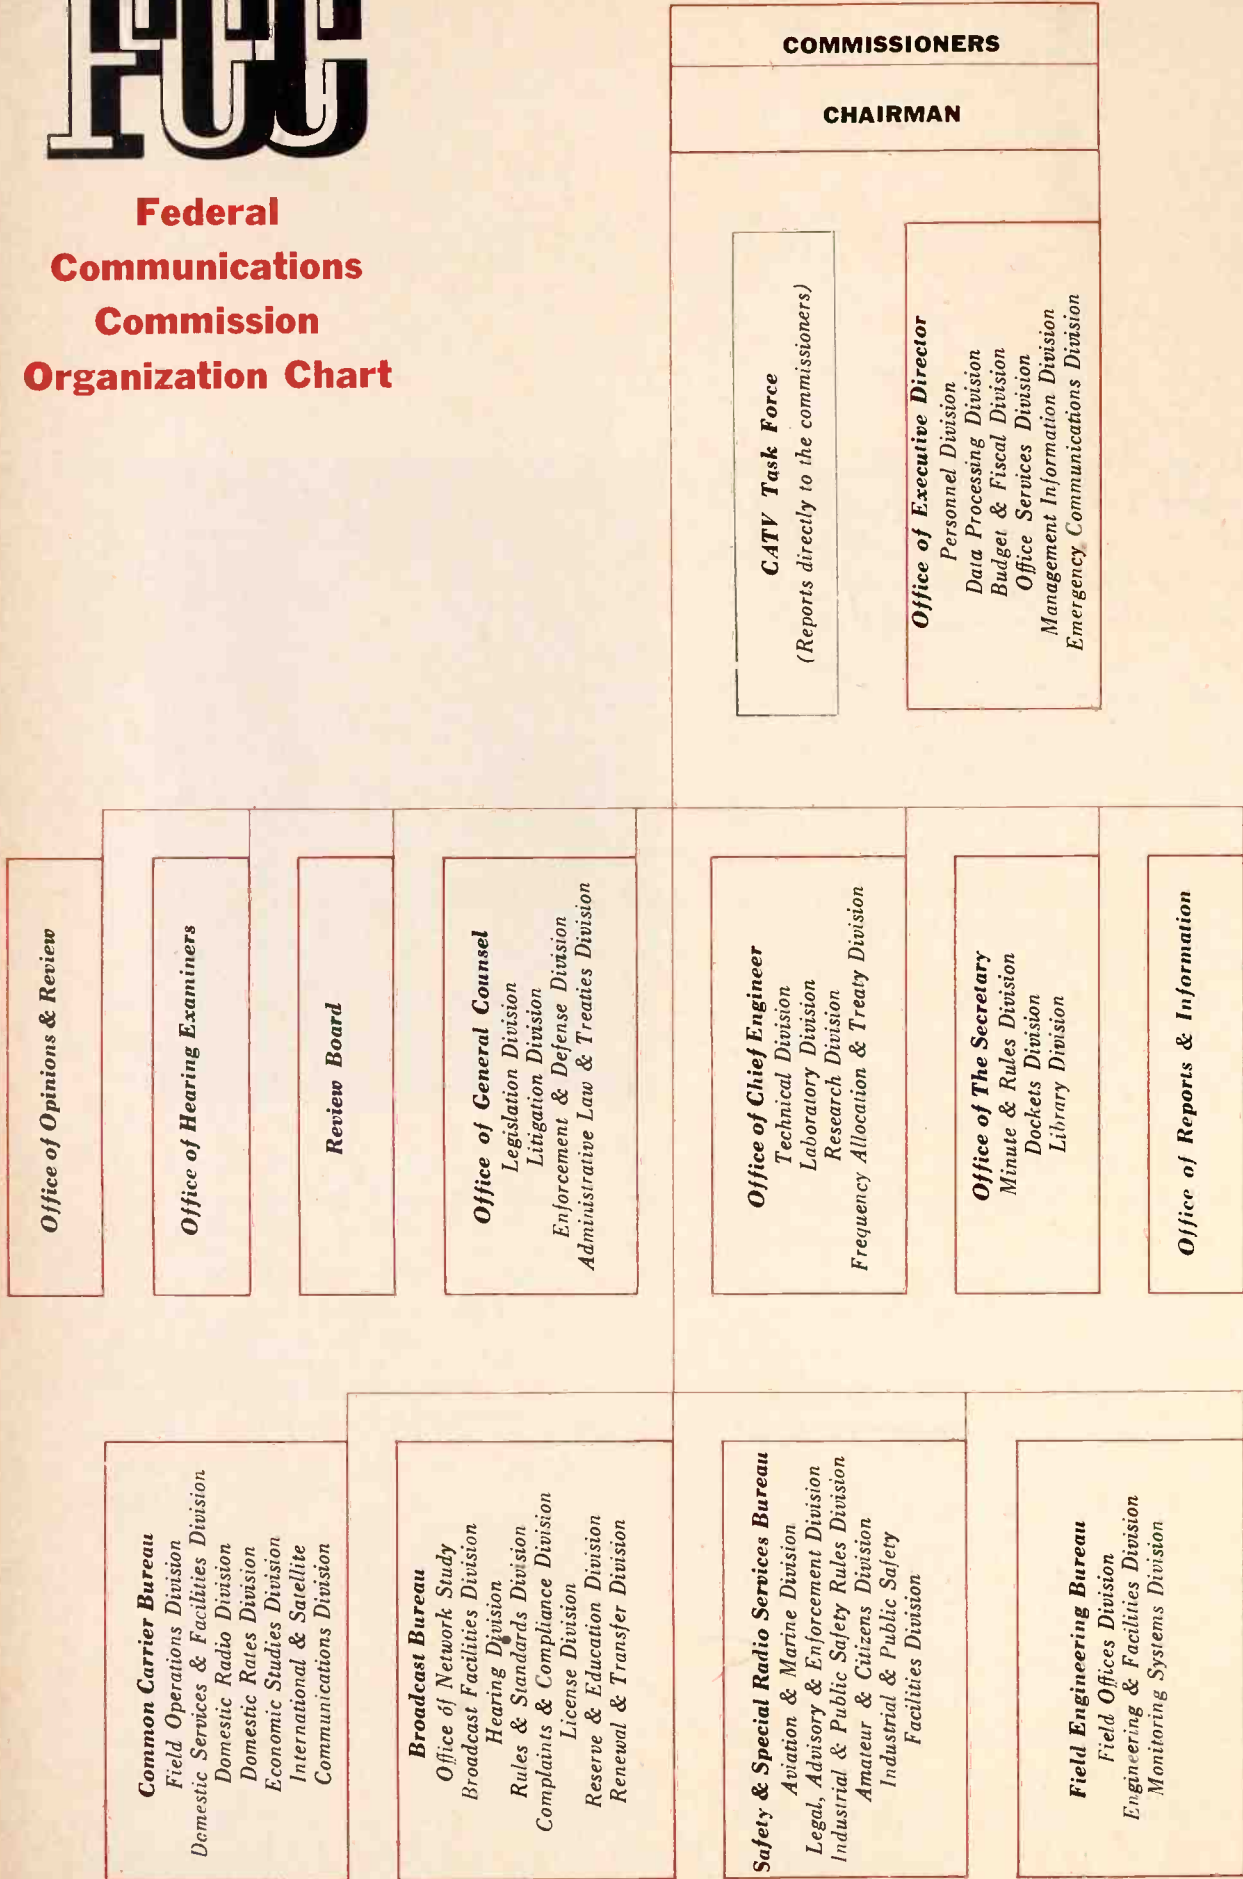 FCC
Federal
Communications
Commission
Organization Chart
COMMISSIONERS
CHAIRMAN
CATV Task Force
(Reports directly to the commissioners)
Office of Executive Director
Personnel Division
Data Processing Division
Budget & Fiscal Division
Office Services Division
Management Information Division
Emergency Communications Division
Office of Opinions & Review
Office of Hearing Examiners
Review Board
Office of General Counsel
Legislation Division
Litigation Division
Enforcement & Defense Division
Administrative Law & Treaties Division
Office of Chief Engineer
Technical Division
Laboratory Division
Research Division
Frequency Allocation & Treaty Division
Office of The Secretary
Minute & Rules Division
Dockets Division
Library Division
Office of Reports & Information
Common Carrier Bureau
Field Operations Division
Domestic Services & Facilities Division
Domestic Radio Division
Domestic Rates Division
Economic Studies Division
International & Satellite
Communications Division
Broadcast Bureau
Office of Network Study
Broadcast Facilities Division
Hearing Division
Rules & Standards Division
Complaints & Compliance Division
License Division
Reserve & Education Division
Renewal & Transfer Division
Safety & Special Radio Services Bureau
Aviation & Marine Division
Legal, Advisory & Enforcement Division
Industrial & Public Safety Rules Division
Amateur & Citizens Division
Industrial & Public Safety
Facilities Division
Field Engineering Bureau
Field Offices Division
Engineering & Facilities Division
Monitoring Systems Division